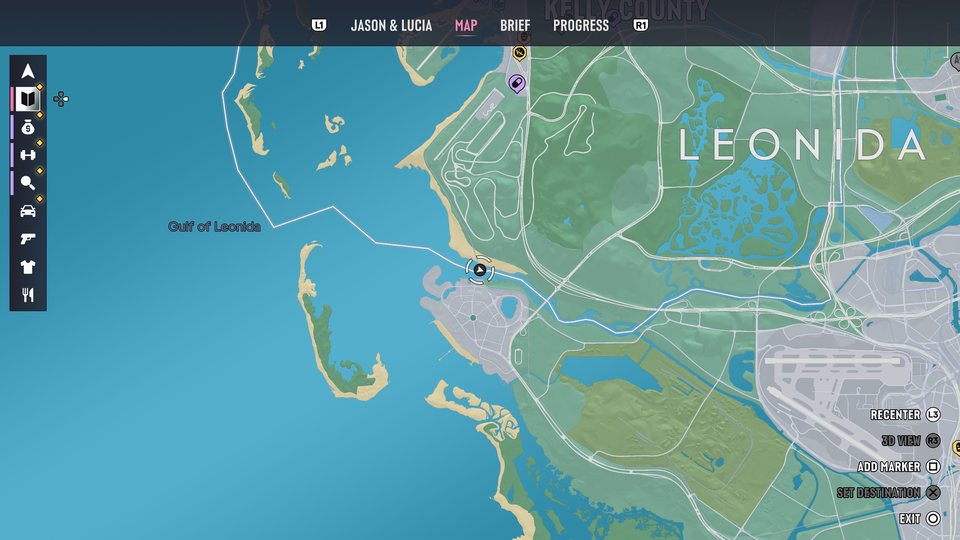 KELLY COUNTY
L1 JASON & LUCIA MAP BRIEF PROGRESS R1
LEONIDA
Gulf of Leonida
RECENTER L3
3D VIEW R3
ADD MARKER
SET DESTINATION
EXIT